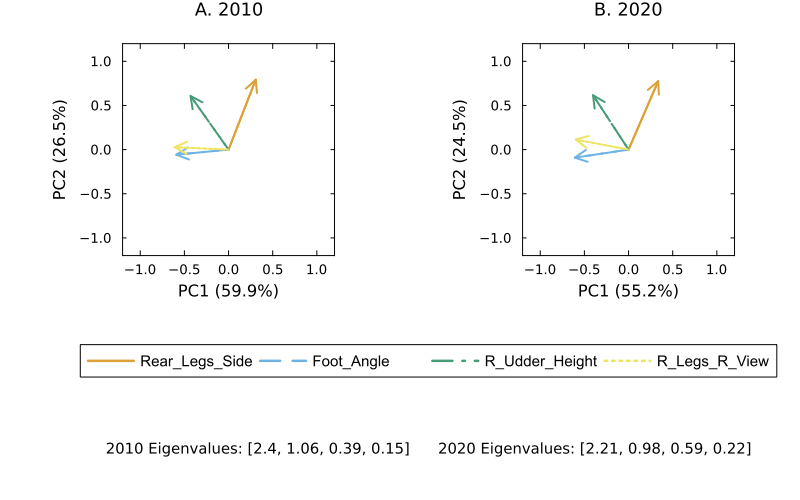 A. 2010
B. 2020
PC2 (26.5%)
1.0
0.5
0.0
−0.5
−1.0
−1.0 −0.5 0.0 0.5 1.0
PC1 (59.9%)
PC2 (24.5%)
1.0
0.5
0.0
−0.5
−1.0
−1.0 −0.5 0.0 0.5 1.0
PC1 (55.2%)
Rear_Legs_Side Foot_Angle R_Udder_Height R_Legs_R_View
2010 Eigenvalues: [2.4, 1.06, 0.39, 0.15]
2020 Eigenvalues: [2.21, 0.98, 0.59, 0.22]